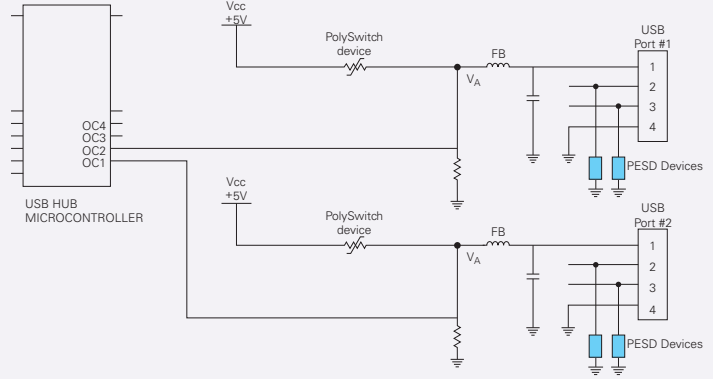 Vcc
+5V
PolySwitch
device
FB
VA
USB
Port #1
1
2
3
4
PESD Devices
OC4
OC3
OC2
OC1
USB HUB
MICROCONTROLLER
Vcc
+5V
PolySwitch
device
FB
VA
USB
Port #2
1
2
3
4
PESD Devices